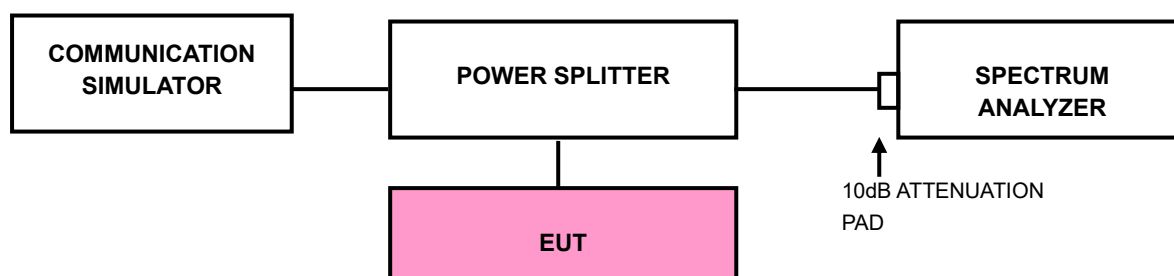 COMMUNICATION
SIMULATOR
POWER SPLITTER
SPECTRUM
ANALYZER
10dB ATTENUATION
PAD
EUT